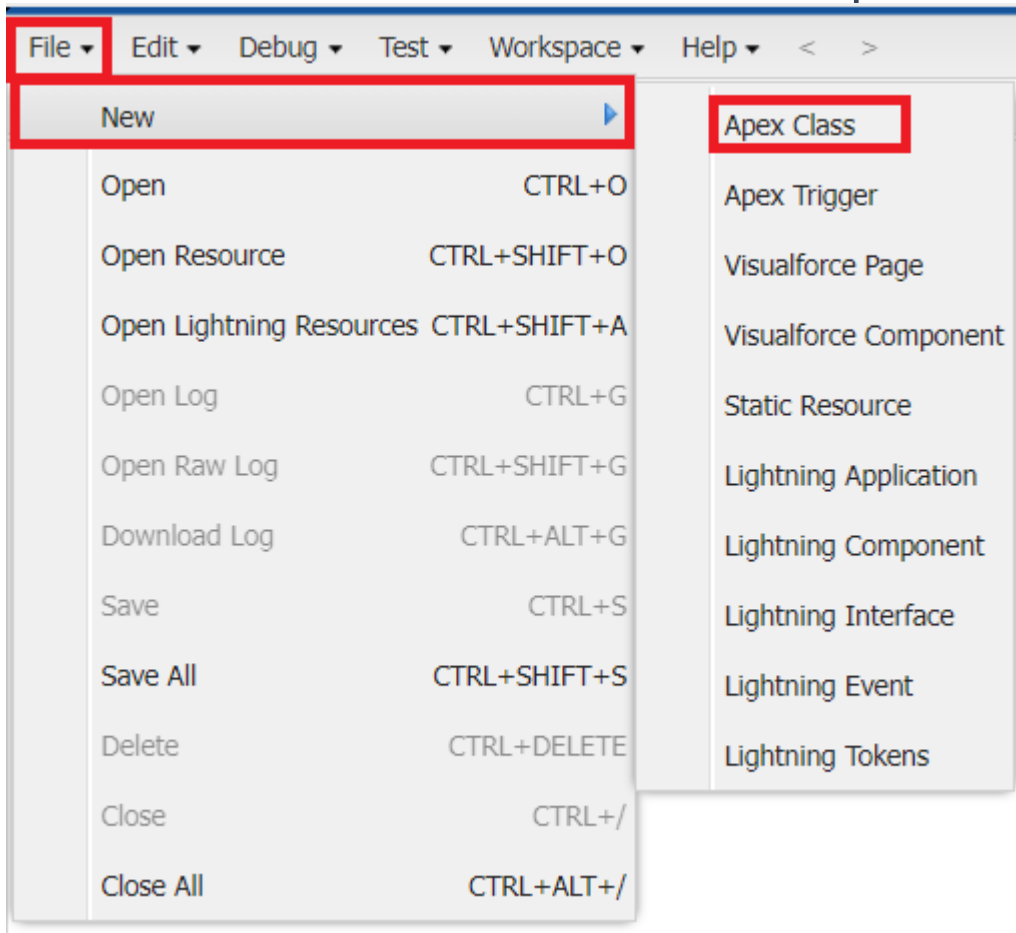 File Edit Debug Test Workspace Help < >
New
Open CTRL+O
Open Resource CTRL+SHIFT+O
Open Lightning Resources CTRL+SHIFT+A
Open Log CTRL+G
Open Raw Log CTRL+SHIFT+G
Download Log CTRL+ALT+G
Save CTRL+S
Save All CTRL+SHIFT+S
Delete CTRL+DELETE
Close CTRL+/
Close All CTRL+ALT+/
Apex Class
Apex Trigger
Visualforce Page
Visualforce Component
Static Resource
Lightning Application
Lightning Component
Lightning Interface
Lightning Event
Lightning Tokens